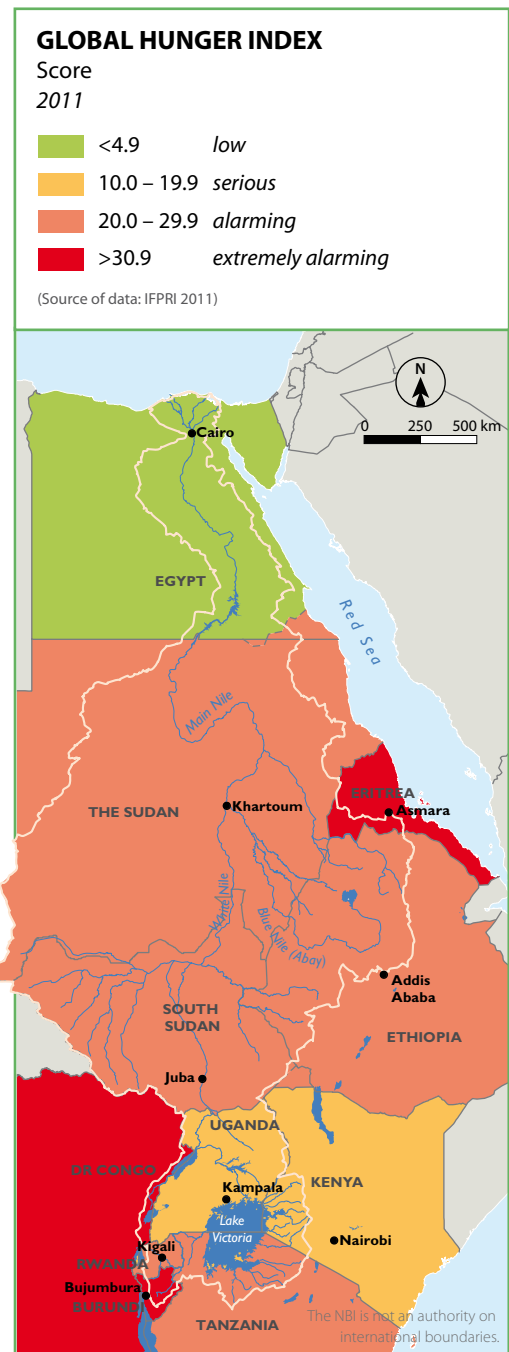 GLOBAL HUNGER INDEX
Score
2011
<4.9 low
10.0 – 19.9 serious
20.0 – 29.9 alarming
>30.9 extremely alarming
(Source of data: IFPRI 2011)
N
0 250 500 km
Cairo
EGYPT
Red Sea
Main Nile
ERITREA
Asmara
THE SUDAN
Khartoum
White Nile
Blue Nile (Abay)
Addis
Ababa
SOUTH
SUDAN
ETHIOPIA
Juba
UGANDA
DR CONGO
KENYA
Kampala
Lake
Victoria
Nairobi
Kigali
RWANDA
Bujumbura
BURUNDI
TANZANIA
The NBI is not an authority on
international boundaries.